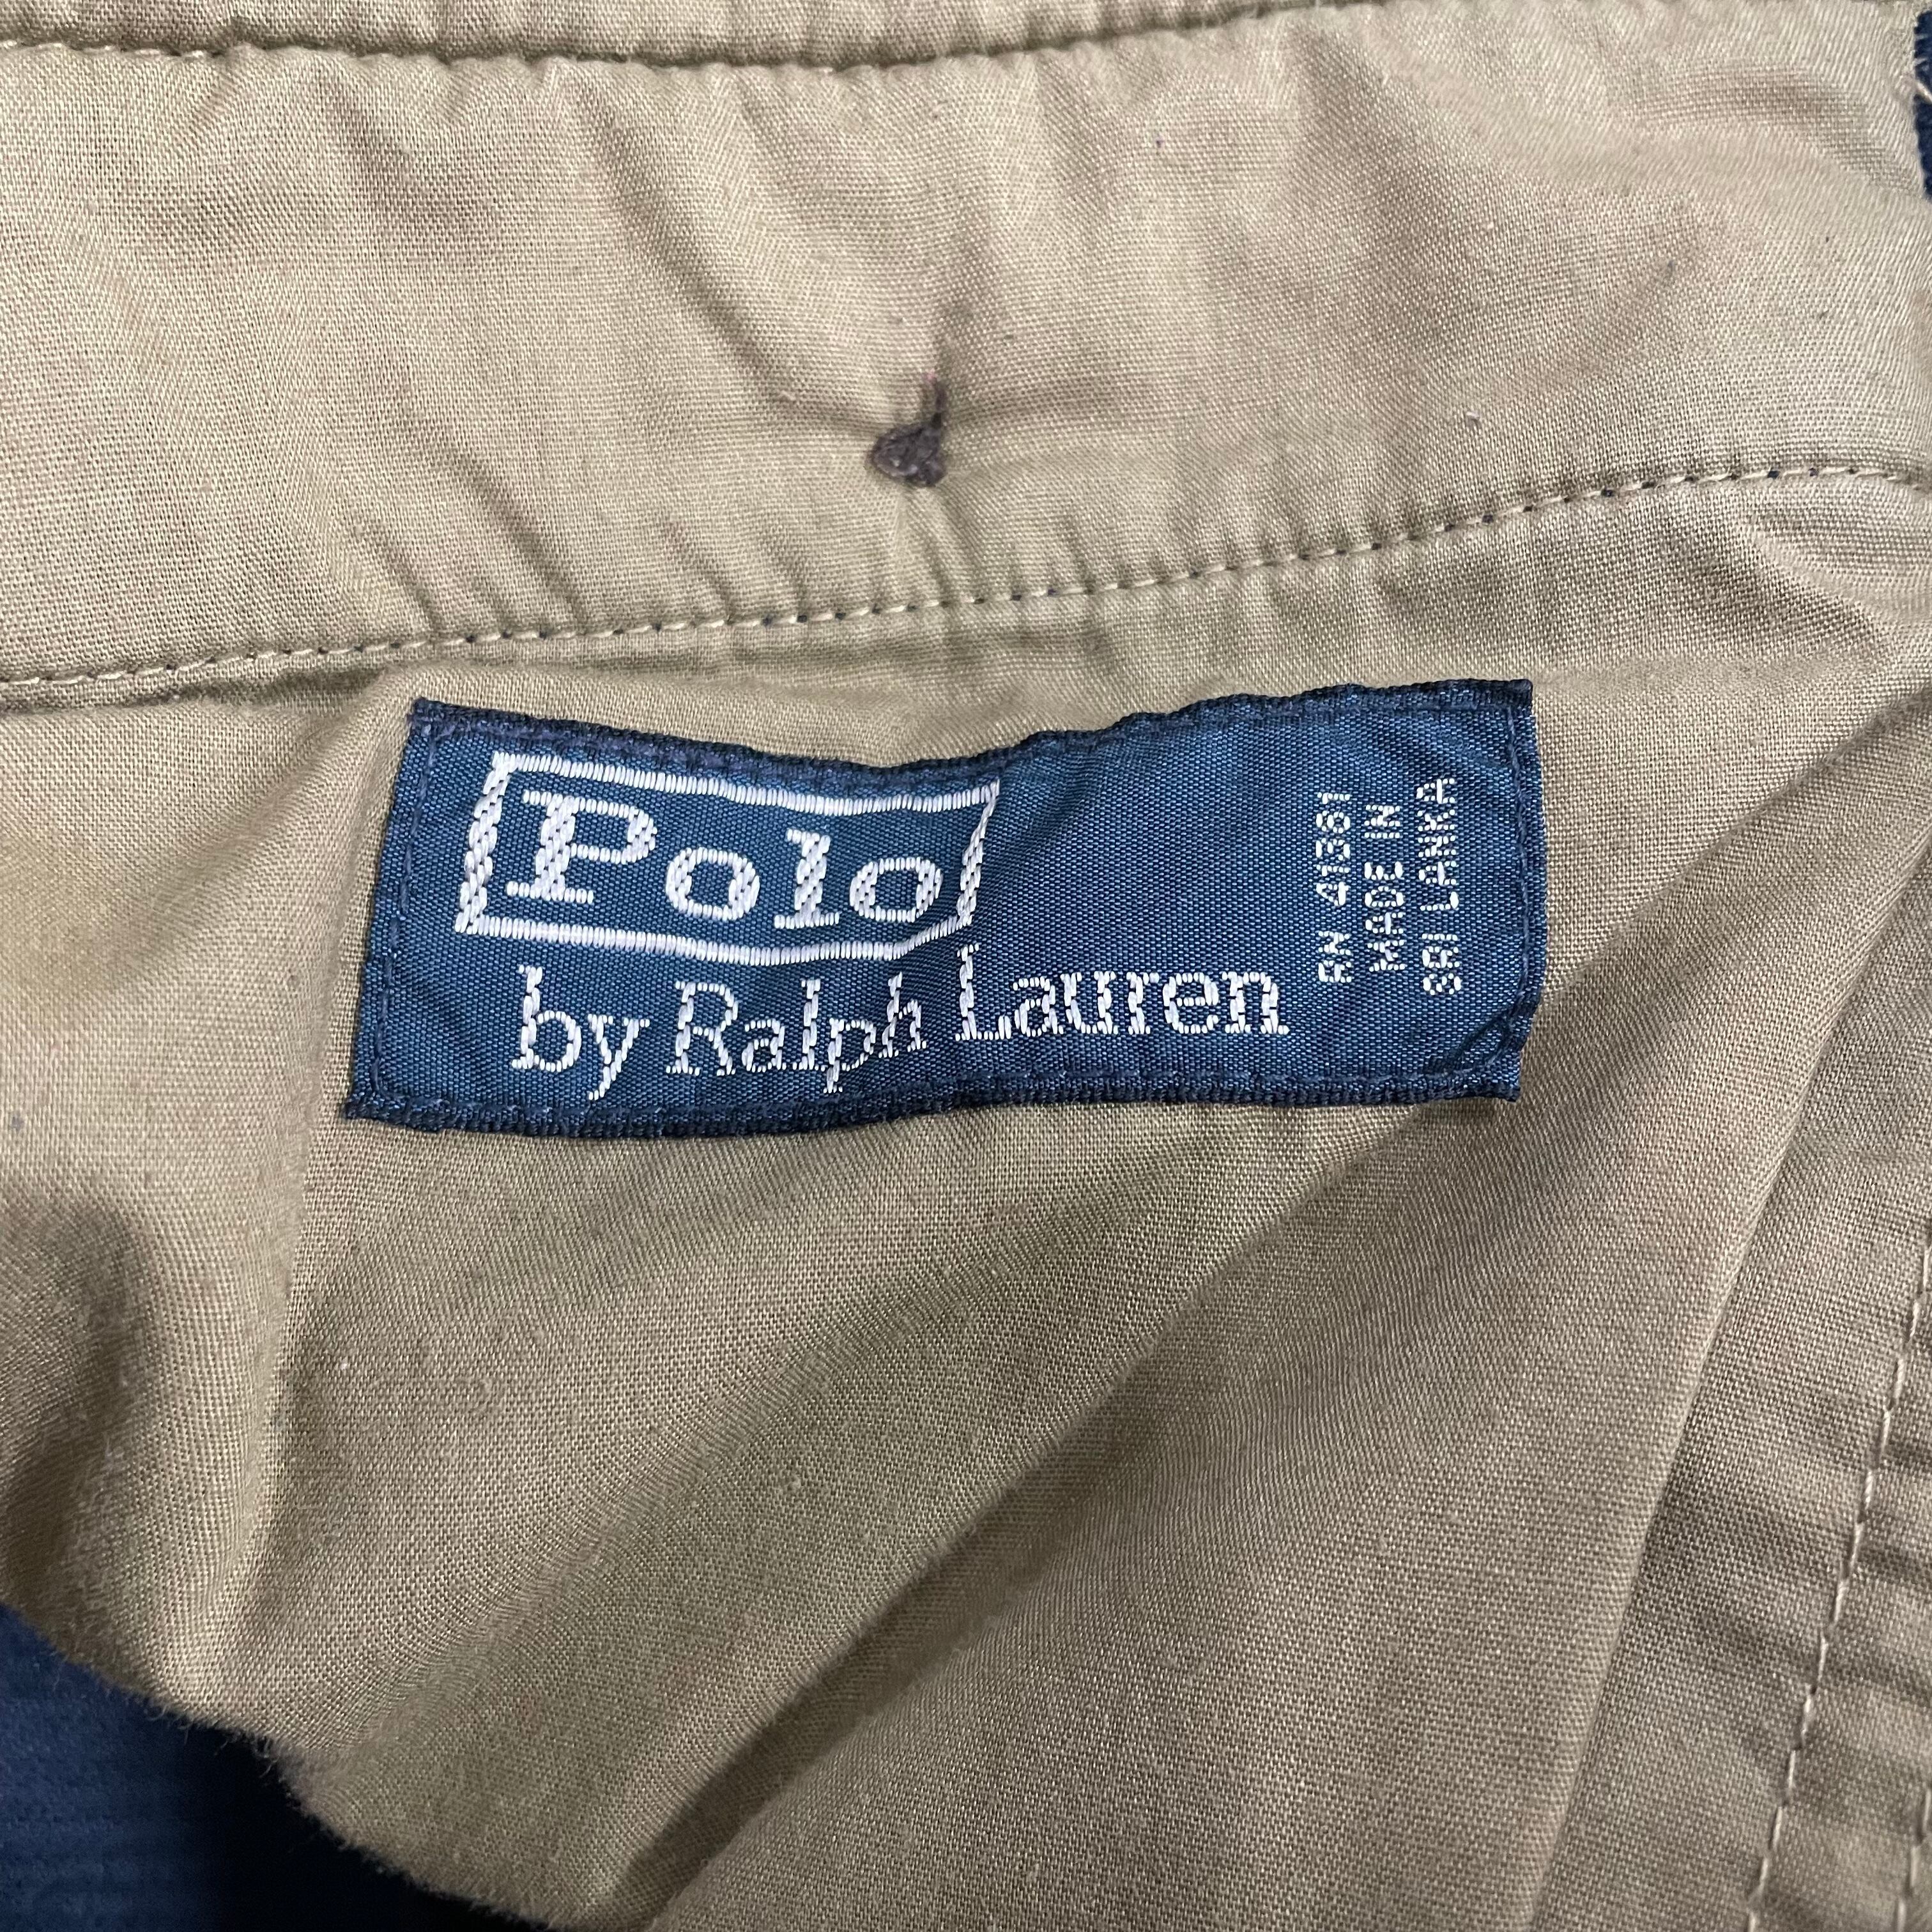 Polo
by Ralph Lauren
RN 41381
MADE IN
SRI LANKA